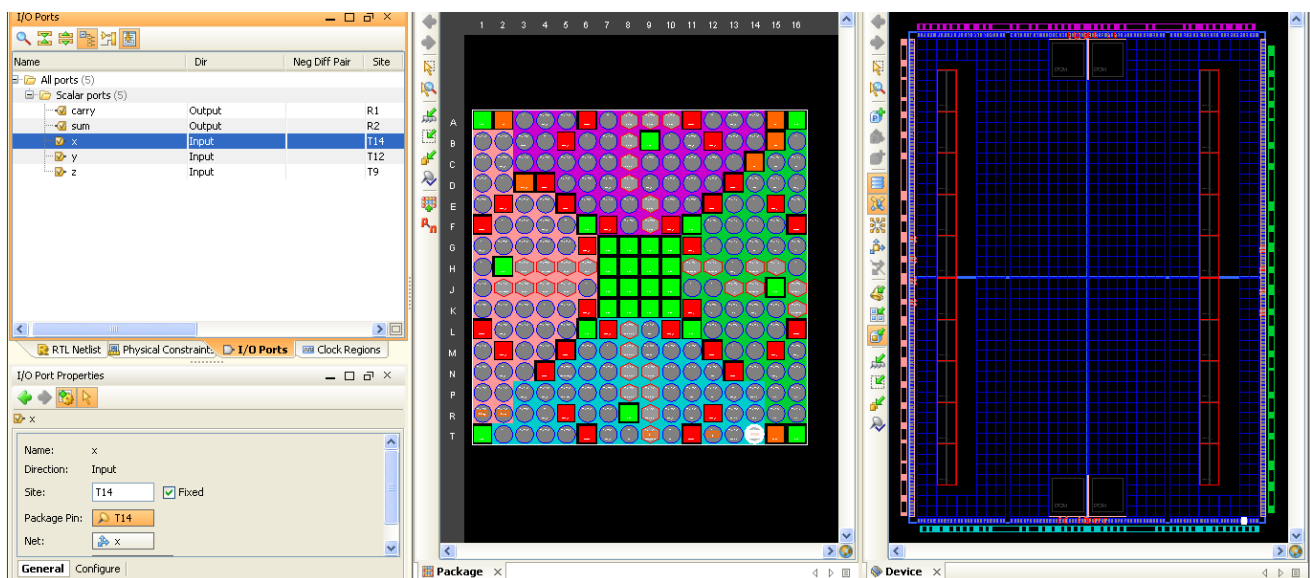 I/O Ports
Name Dir Neg Diff Pair Site
All ports (5)
Scalar ports (5)
carry Output R1
sum Output R2
x Input T14
y Input T12
z Input T9
RTL Netlist Physical Constraint I/O Ports Clock Regions
I/O Port Properties
x
Name: x
Direction: Input
Site: T14 Fixed
Package Pin: T14
Net: x
General Configure
1 2 3 4 5 6 7 8 9 10 11 12 13 14 15 16
A
B
C
D
E
F
G
H
J
K
L
M
N
P
R
T
Package
Device